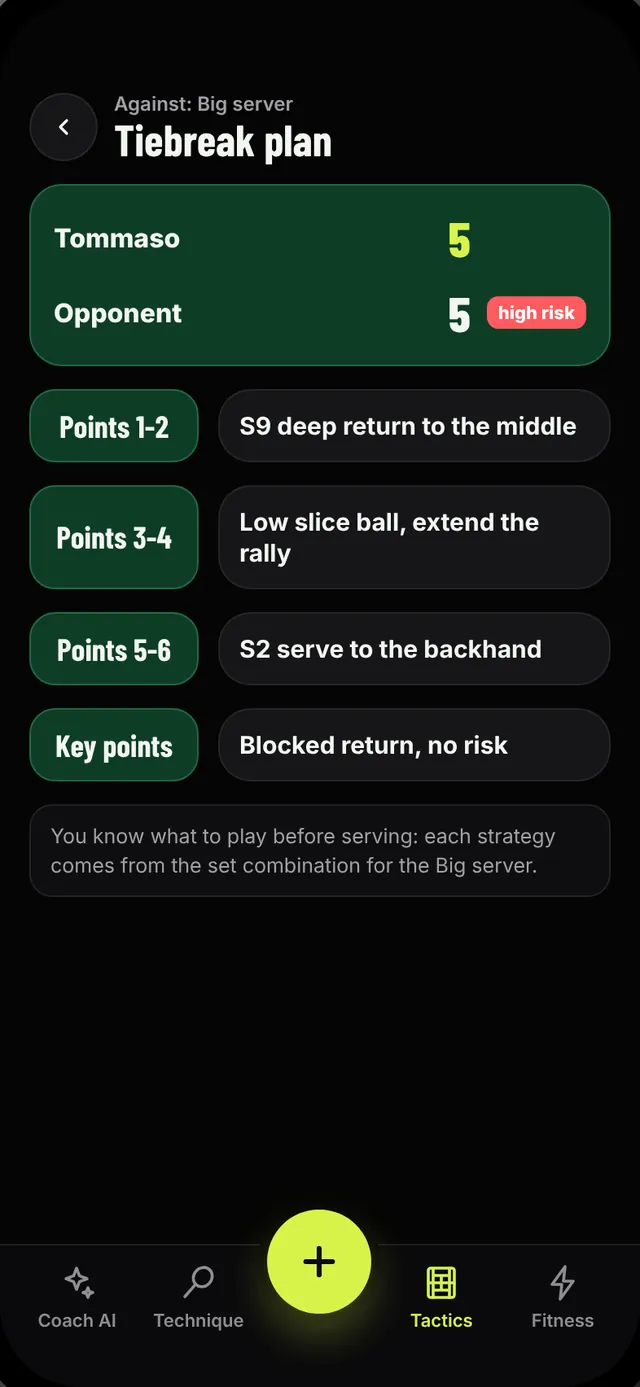 Against: Big server
Tiebreak plan
Tommaso 5
Opponent 5 high risk
Points 1-2 S9 deep return to the middle
Points 3-4 Low slice ball, extend the
rally
Points 5-6 S2 serve to the backhand
Key points Blocked return, no risk
You know what to play before serving: each strategy
comes from the set combination for the Big server.
Coach AI Technique Tactics Fitness